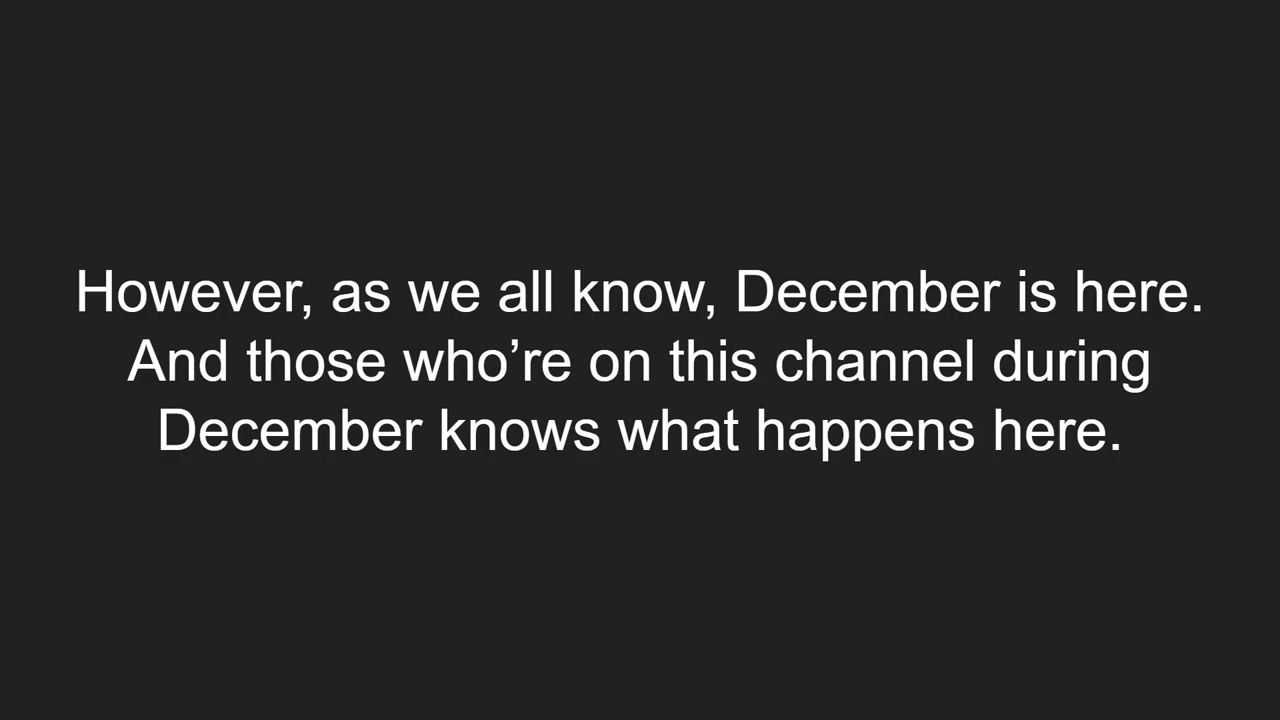 However, as we all know, December is here.
And those who’re on this channel during
December knows what happens here.